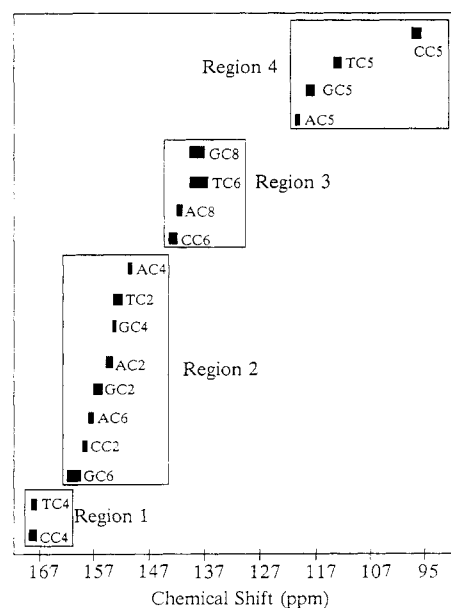 CC5
Region 4
TC5
GC5
AC5
GC8
TC6
Region 3
AC8
CC6
AC4
TC2
GC4
AC2
Region 2
GC2
AC6
CC2
GC6
TC4
Region 1
CC4
167 157 147 137 127 117 107 95
Chemical Shift (ppm)